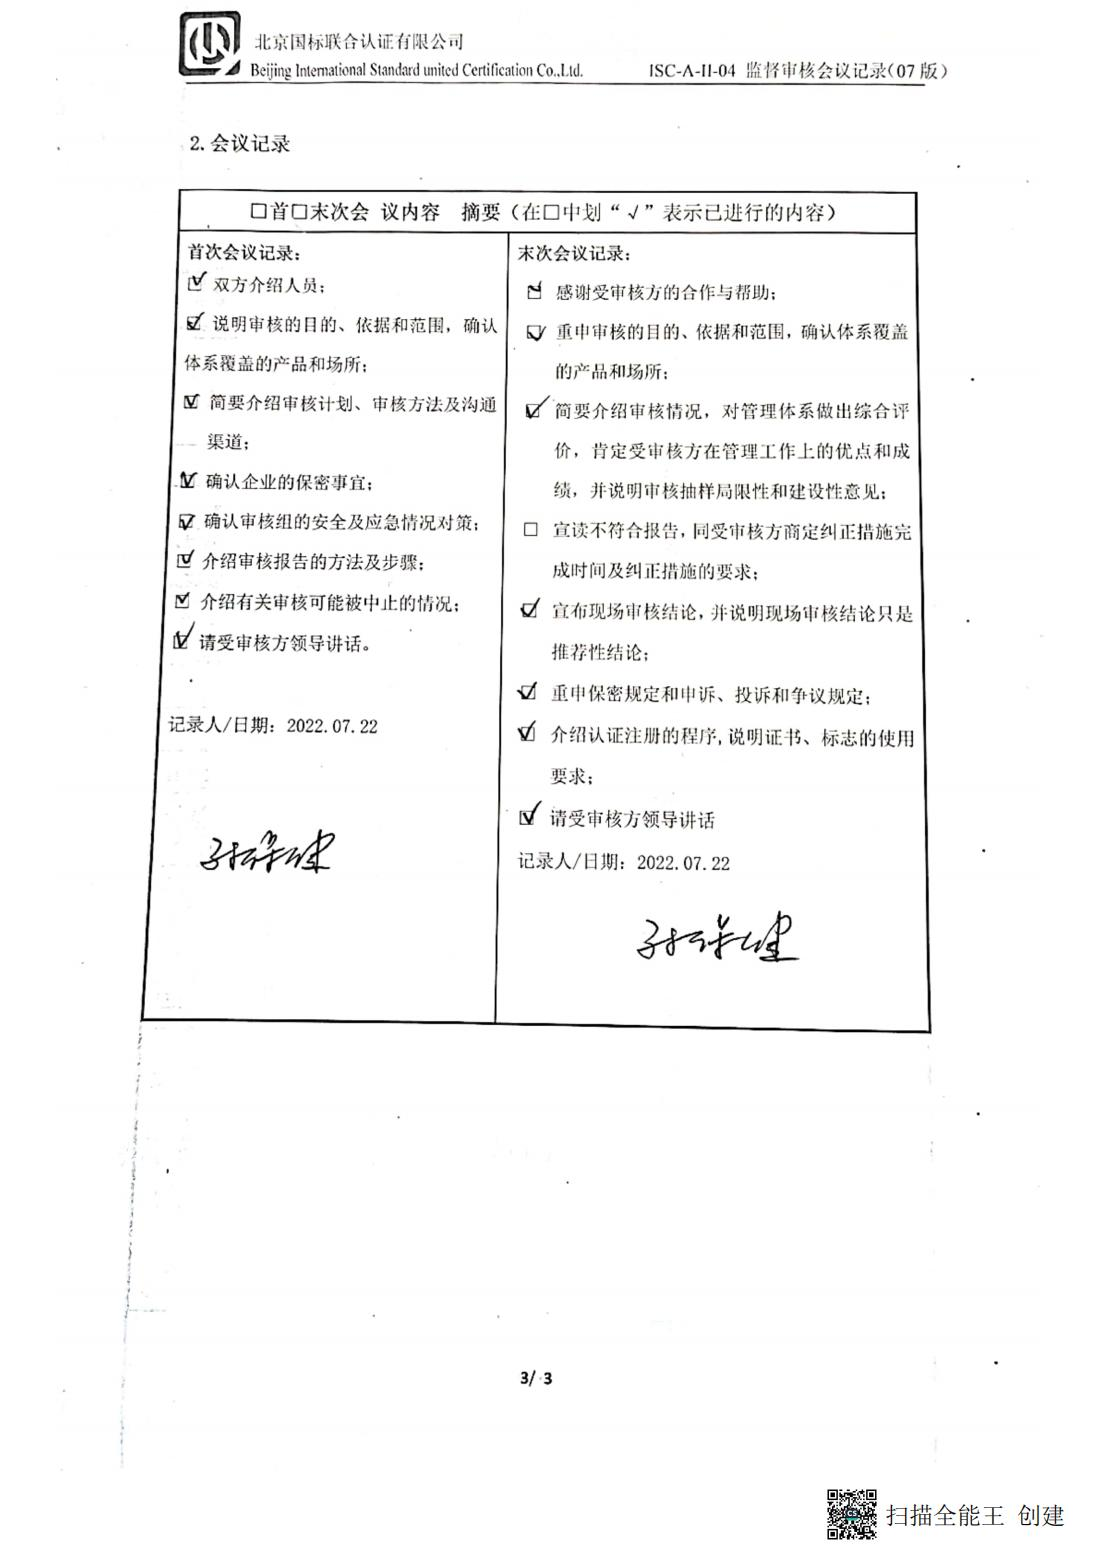 北京国标联合认证有限公司
Beijing International Standard united Certification Co.,Ltd.
ISC-A-II-04 监督审核会议记录(07版)
2.会议记录
□首□末次会 议内容 摘要(在□中划“√”表示已进行的内容)
首次会议记录:
☑ 双方介绍人员;
☑ 说明审核的目的、依据和范围, 确认
体系覆盖的产品和场所;
☑ 简要介绍审核计划、审核方法及沟通
渠道;
☑ 确认企业的保密事宜;
☑ 确认审核组的安全及应急情况对策;
☑ 介绍审核报告的方法及步骤;
☑ 介绍有关审核可能被中止的情况;
☑ 请受审核方领导讲话。
记录人/日期: 2022.07.22
末次会议记录:
☑ 感谢受审核方的合作与帮助;
☑ 重申审核的目的、依据和范围, 确认体系覆盖
的产品和场所;
☑ 简要介绍审核情况, 对管理体系做出综合评
价, 肯定受审核方在管理工作上的优点和成
绩, 并说明审核抽样局限性和建设性意见;
□ 宣读不符合报告, 同受审核方商定纠正措施完
成时间及纠正措施的要求;
☑ 宣布现场审核结论, 并说明现场审核结论只是
推荐性结论;
☑ 重申保密规定和申诉、投诉和争议规定;
☑ 介绍认证注册的程序, 说明证书、标志的使用
要求;
☑ 请受审核方领导讲话
记录人/日期: 2022.07.22
3/ 3
扫描全能王 创建